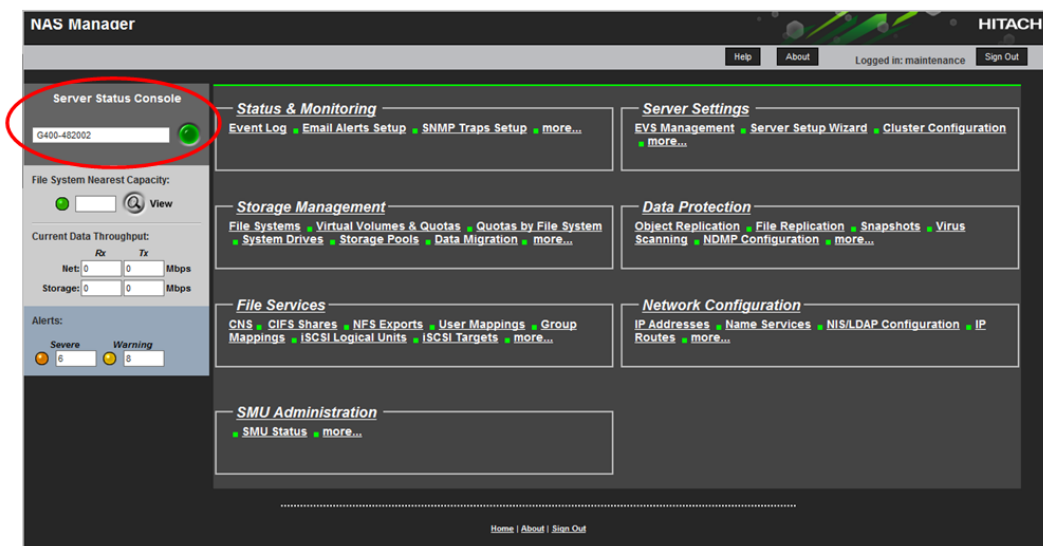 NAS Manager
HITACH
Help
About
Logged in: maintenance
Sign Out
Server Status Console
G400-482002
File System Nearest Capacity:
View
Current Data Throughput:
Rx Tx
Net: 0 0 Mbps
Storage: 0 0 Mbps
Alerts:
Severe Warning
6 8
Status & Monitoring
Event Log Email Alerts Setup SNMP Traps Setup more...
Server Settings
EVS Management Server Setup Wizard Cluster Configuration
more...
Storage Management
File Systems Virtual Volumes & Quotas Quotas by File System
System Drives Storage Pools Data Migration more...
Data Protection
Object Replication File Replication Snapshots Virus
Scanning NDMP Configuration more...
File Services
CNS CIFS Shares NFS Exports User Mappings Group
Mappings iSCSI Logical Units iSCSI Targets more...
Network Configuration
IP Addresses Name Services NIS/LDAP Configuration IP
Routes more...
SMU Administration
SMU Status more...
Home | About | Sign Out